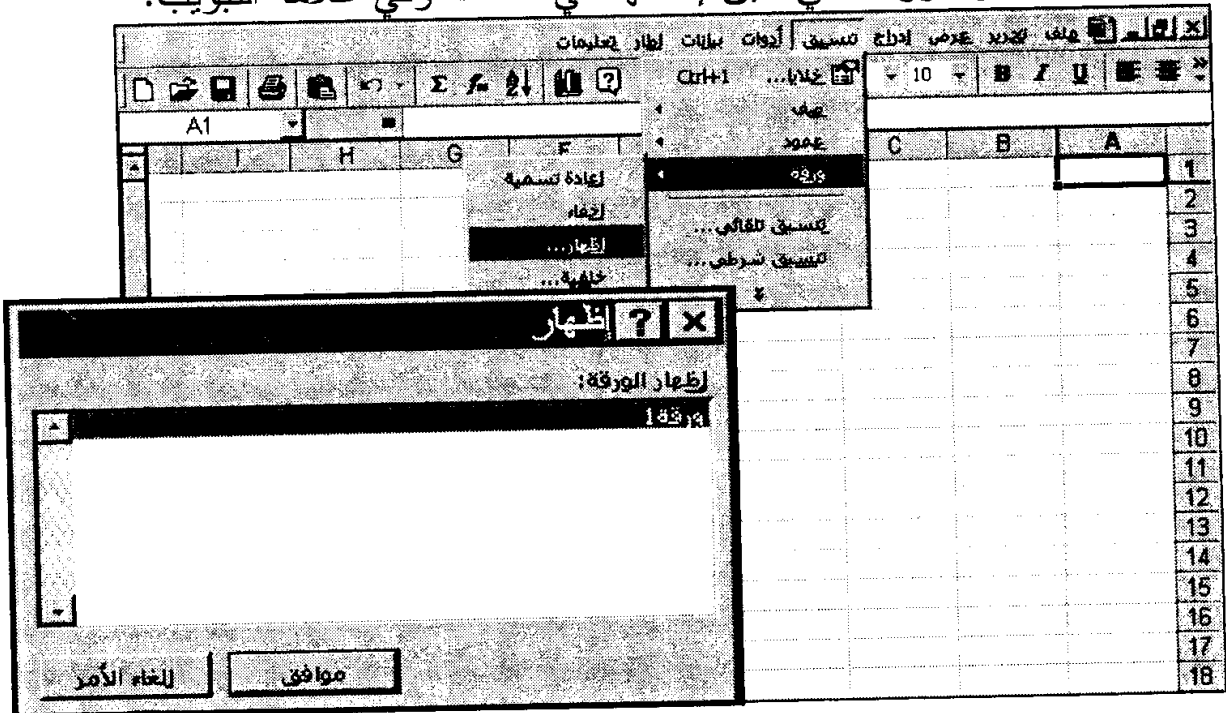 التبويب.
ملف تحرير عرض إدراج تنسيق أدوات بيانات إطار تعليمات
10 B I U
A1 =
A B C F G H I
خلايا... Ctrl+1
صف
عمود
ورقة
تنسيق تلقائي...
تنسيق شرطي...
إعادة تسمية
إخفاء
إظهار...
خلفية...
إظهار
إظهار الورقة:
ورقة1
موافق
إلغاء الأمر
1
2
3
4
5
6
7
8
9
10
11
12
13
14
15
16
17
18